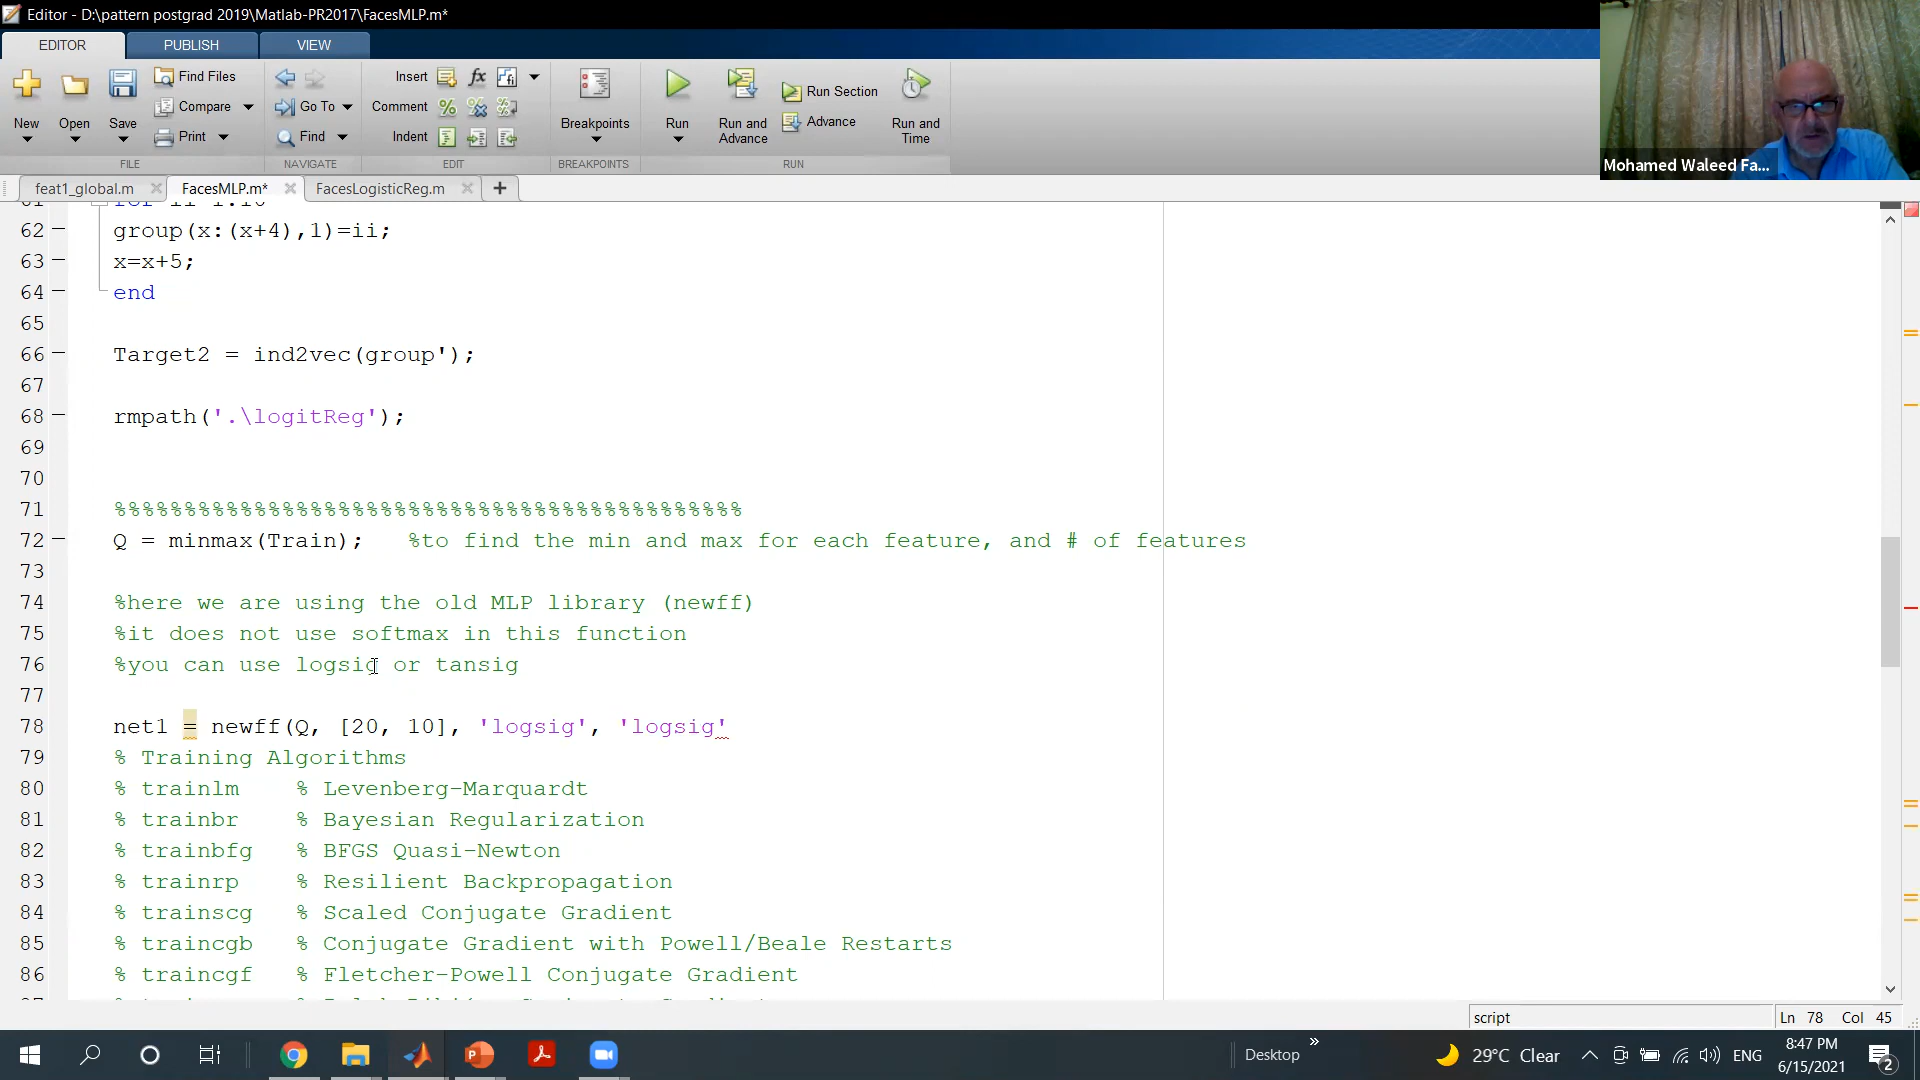 Editor - D:\pattern postgrad 2019\Matlab-PR2017\FacesMLP.m*
EDITOR PUBLISH VIEW
New Open Save
Find Files
Compare
Print
Go To
Find
Insert
Comment
Indent
Breakpoints
Run
Run and Advance
Run Section
Advance
Run and Time
FILE NAVIGATE EDIT BREAKPOINTS RUN
Mohamed Waleed Fa...
feat1_global.m FacesMLP.m* FacesLogisticReg.m
62 group(x:(x+4),1)=ii;
63 x=x+5;
64 end
65
66 Target2 = ind2vec(group');
67
68 rmpath('.\logitReg');
69
70
71 %%%%%%%%%%%%%%%%%%%%%%%%%%%%%%%%%%%%%%%%%%%%%
72 Q = minmax(Train); %to find the min and max for each feature, and # of features
73
74 %here we are using the old MLP library (newff)
75 %it does not use softmax in this function
76 %you can use logsig or tansig
77
78 net1 = newff(Q, [20, 10], 'logsig', 'logsig'
79 % Training Algorithms
80 % trainlm % Levenberg-Marquardt
81 % trainbr % Bayesian Regularization
82 % trainbfg % BFGS Quasi-Newton
83 % trainrp % Resilient Backpropagation
84 % trainscg % Scaled Conjugate Gradient
85 % traincgb % Conjugate Gradient with Powell/Beale Restarts
86 % traincgf % Fletcher-Powell Conjugate Gradient
script Ln 78 Col 45
Desktop
29°C Clear
ENG
8:47 PM
6/15/2021
2